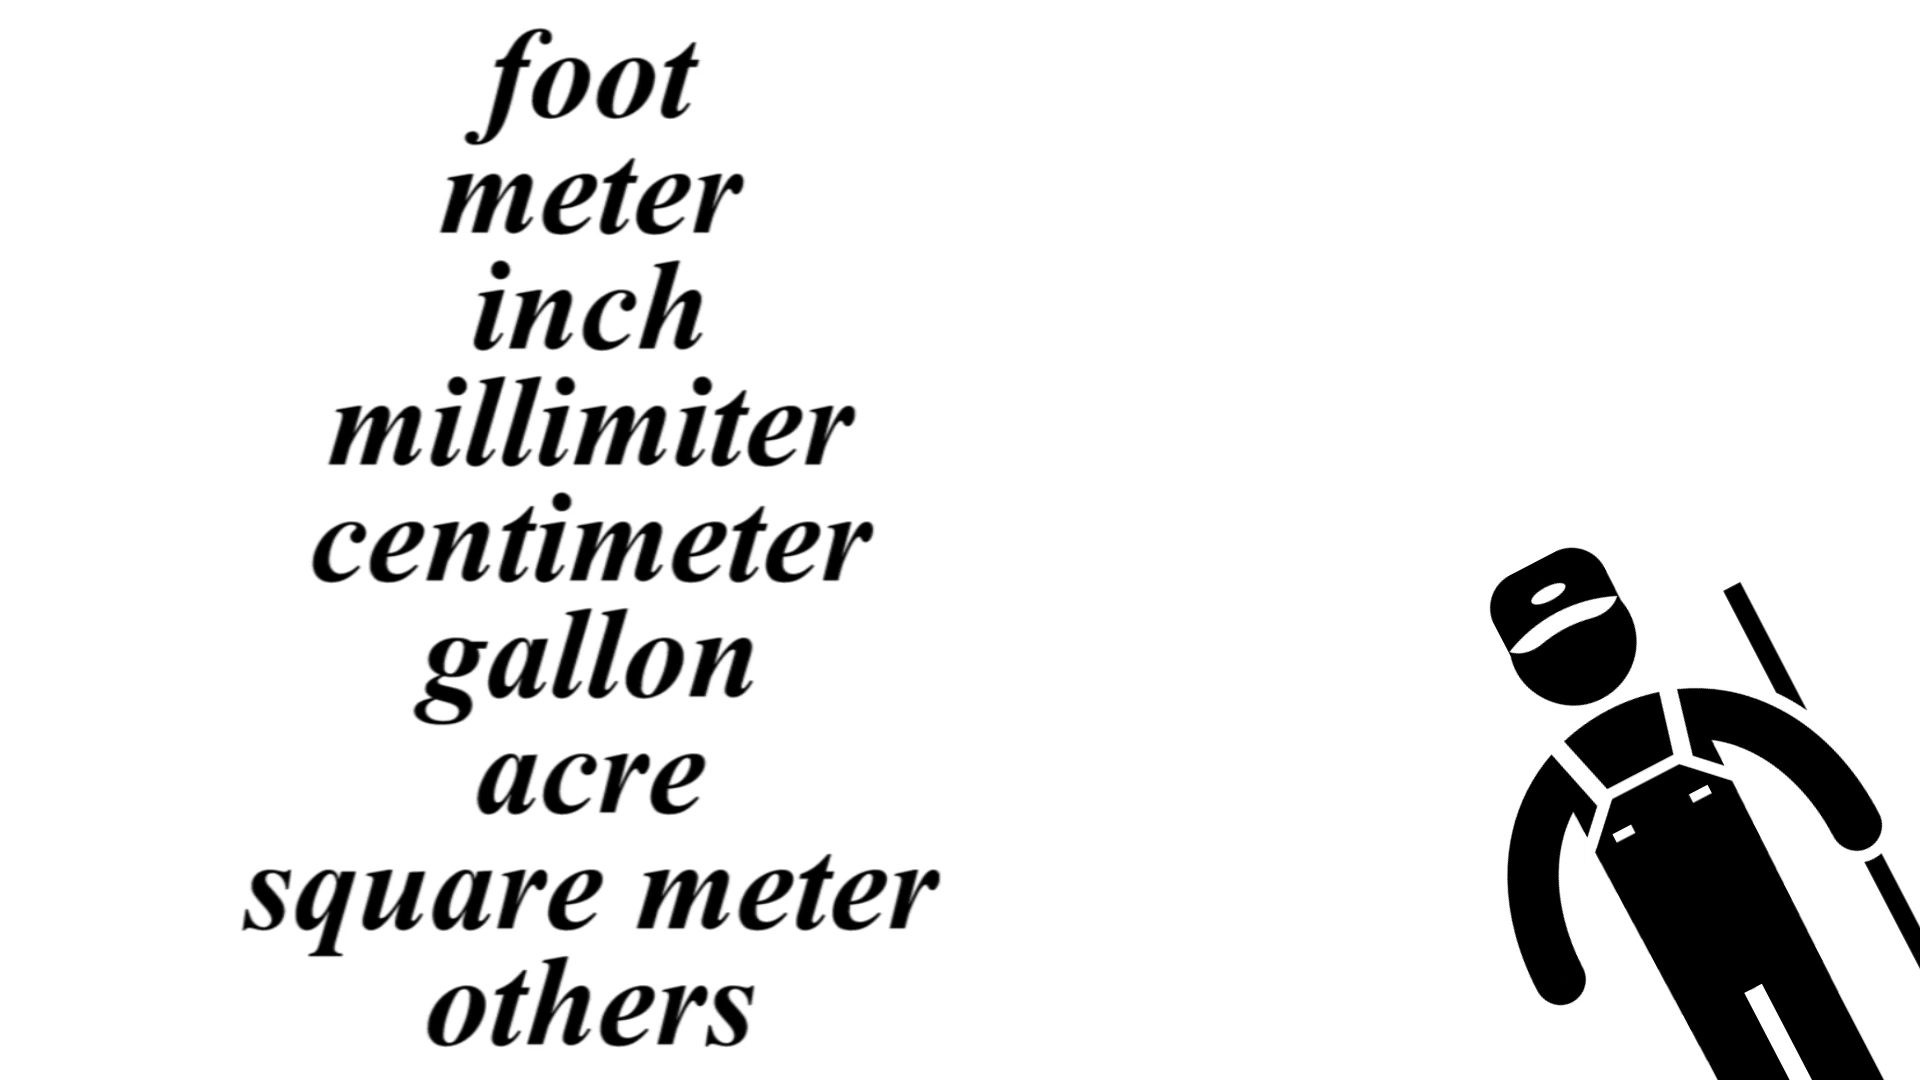 foot
meter
inch
millimiter
centimeter
gallon
acre
square meter
others